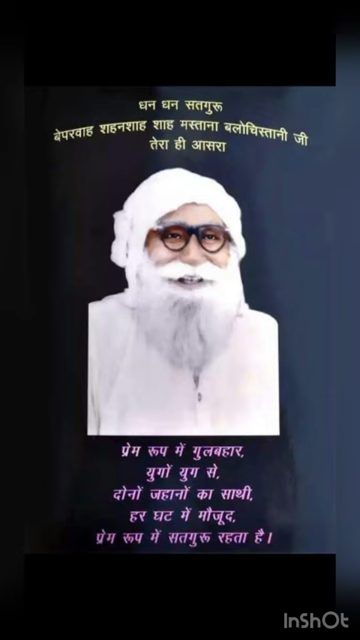 धन धन सतगुरू
बेपरवाह शहनशाह शाह मस्ताना बलोचिस्तानी जी
तेरा ही आसरा
प्रेम रूप में गुलबहार,
युगों युग से,
दोनों जहानों का साथी,
हर घट में मौजूद,
प्रेम रूप में सतगुरू रहता है।
InShOt